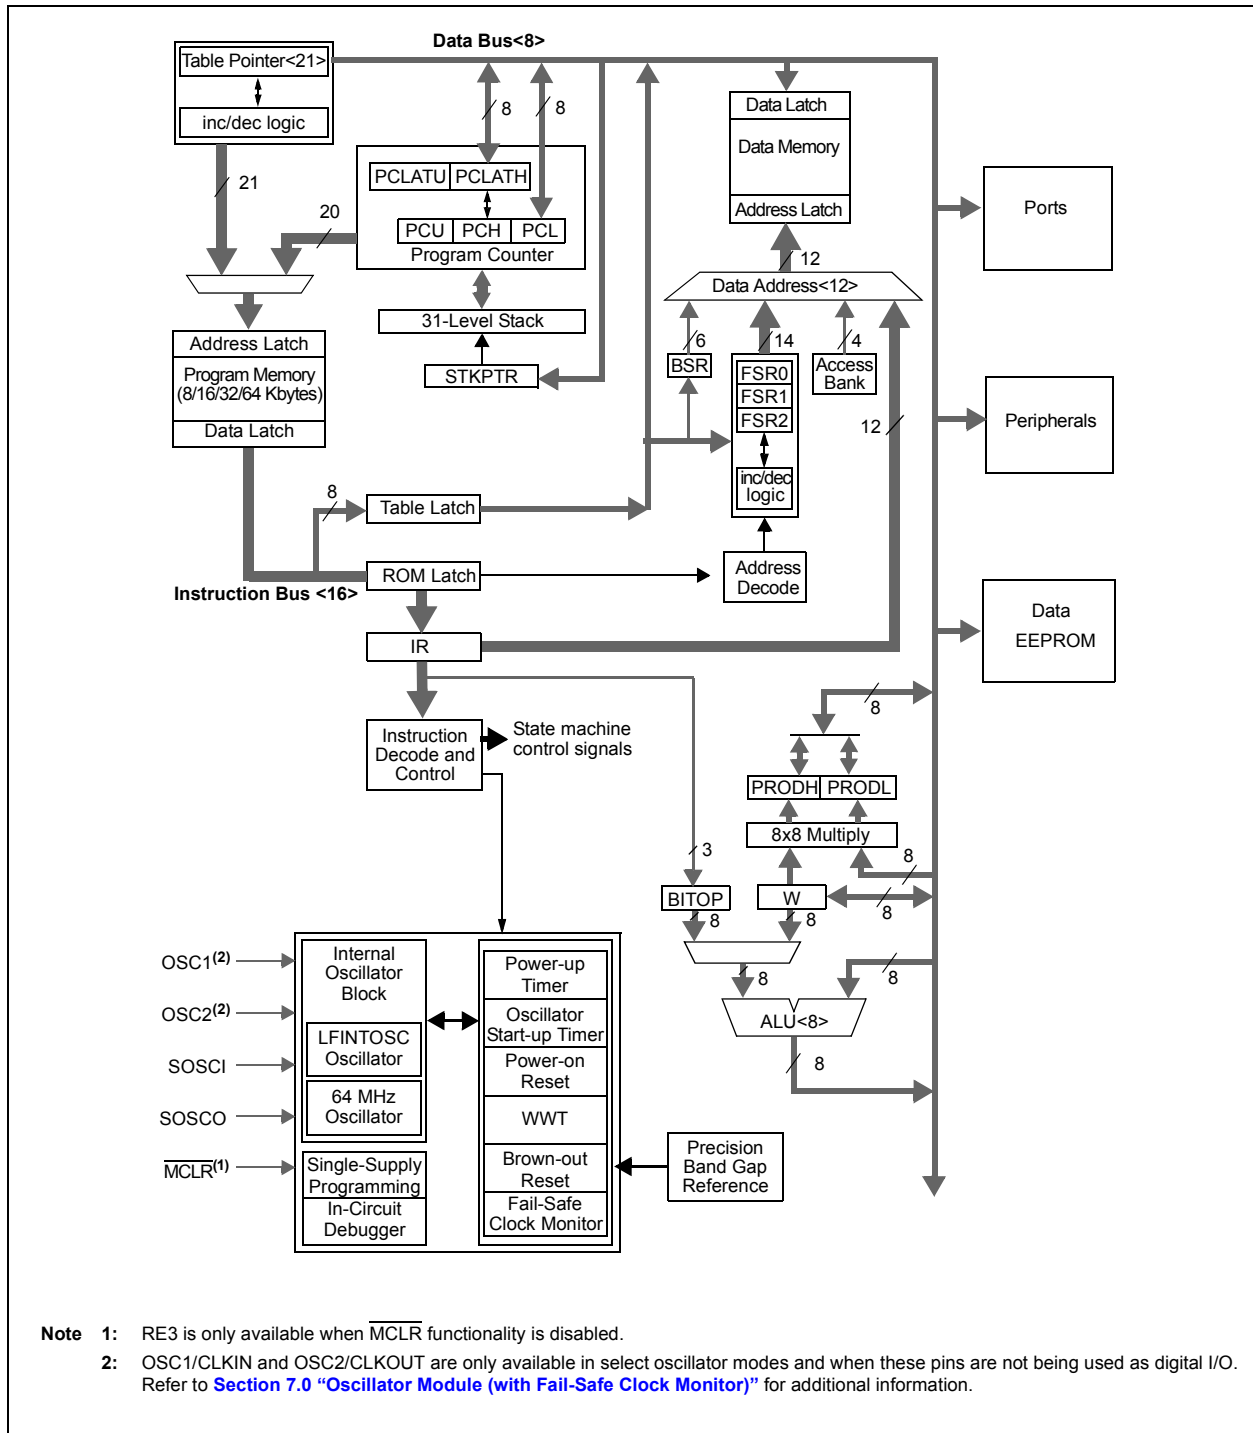 Data Bus<8>
Table Pointer<21>
inc/dec logic
21
20
8
8
PCLATU PCLATH
PCU PCH PCL
Program Counter
31-Level Stack
STKPTR
Address Latch
Program Memory
(8/16/32/64 Kbytes)
Data Latch
8
Table Latch
ROM Latch
Instruction Bus <16>
IR
Instruction
Decode and
Control
State machine
control signals
Data Latch
Data Memory
Address Latch
12
Data Address<12>
6
14
4
BSR
FSR0
FSR1
FSR2
inc/dec
logic
Access
Bank
12
Address
Decode
Ports
Peripherals
Data
EEPROM
8
PRODH PRODL
8x8 Multiply
3
8
BITOP
W
8
8
8
8
8
ALU<8>
8
OSC1(2)
OSC2(2)
SOSCI
SOSCO
MCLR(1)
Internal
Oscillator
Block
LFINTOSC
Oscillator
64 MHz
Oscillator
Single-Supply
Programming
In-Circuit
Debugger
Power-up
Timer
Oscillator
Start-up Timer
Power-on
Reset
WWT
Brown-out
Reset
Fail-Safe
Clock Monitor
Precision
Band Gap
Reference
Note 1: RE3 is only available when MCLR functionality is disabled.
2: OSC1/CLKIN and OSC2/CLKOUT are only available in select oscillator modes and when these pins are not being used as digital I/O.
Refer to Section 7.0 “Oscillator Module (with Fail-Safe Clock Monitor)” for additional information.